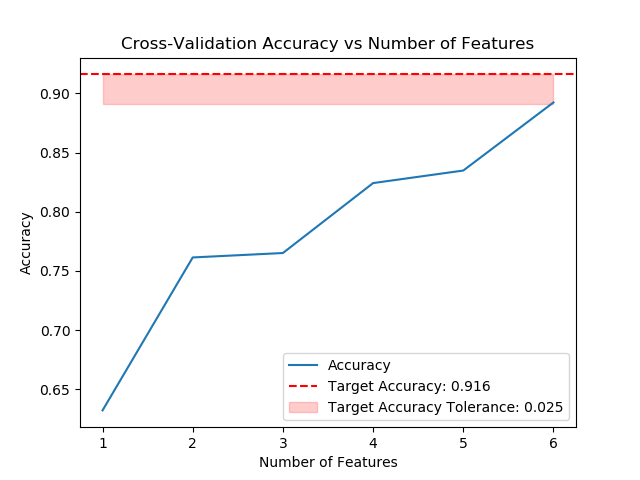 Cross-Validation Accuracy vs Number of Features
Accuracy
0.90
0.85
0.80
0.75
0.70
0.65
1 2 3 4 5 6
Number of Features
Accuracy
Target Accuracy: 0.916
Target Accuracy Tolerance: 0.025